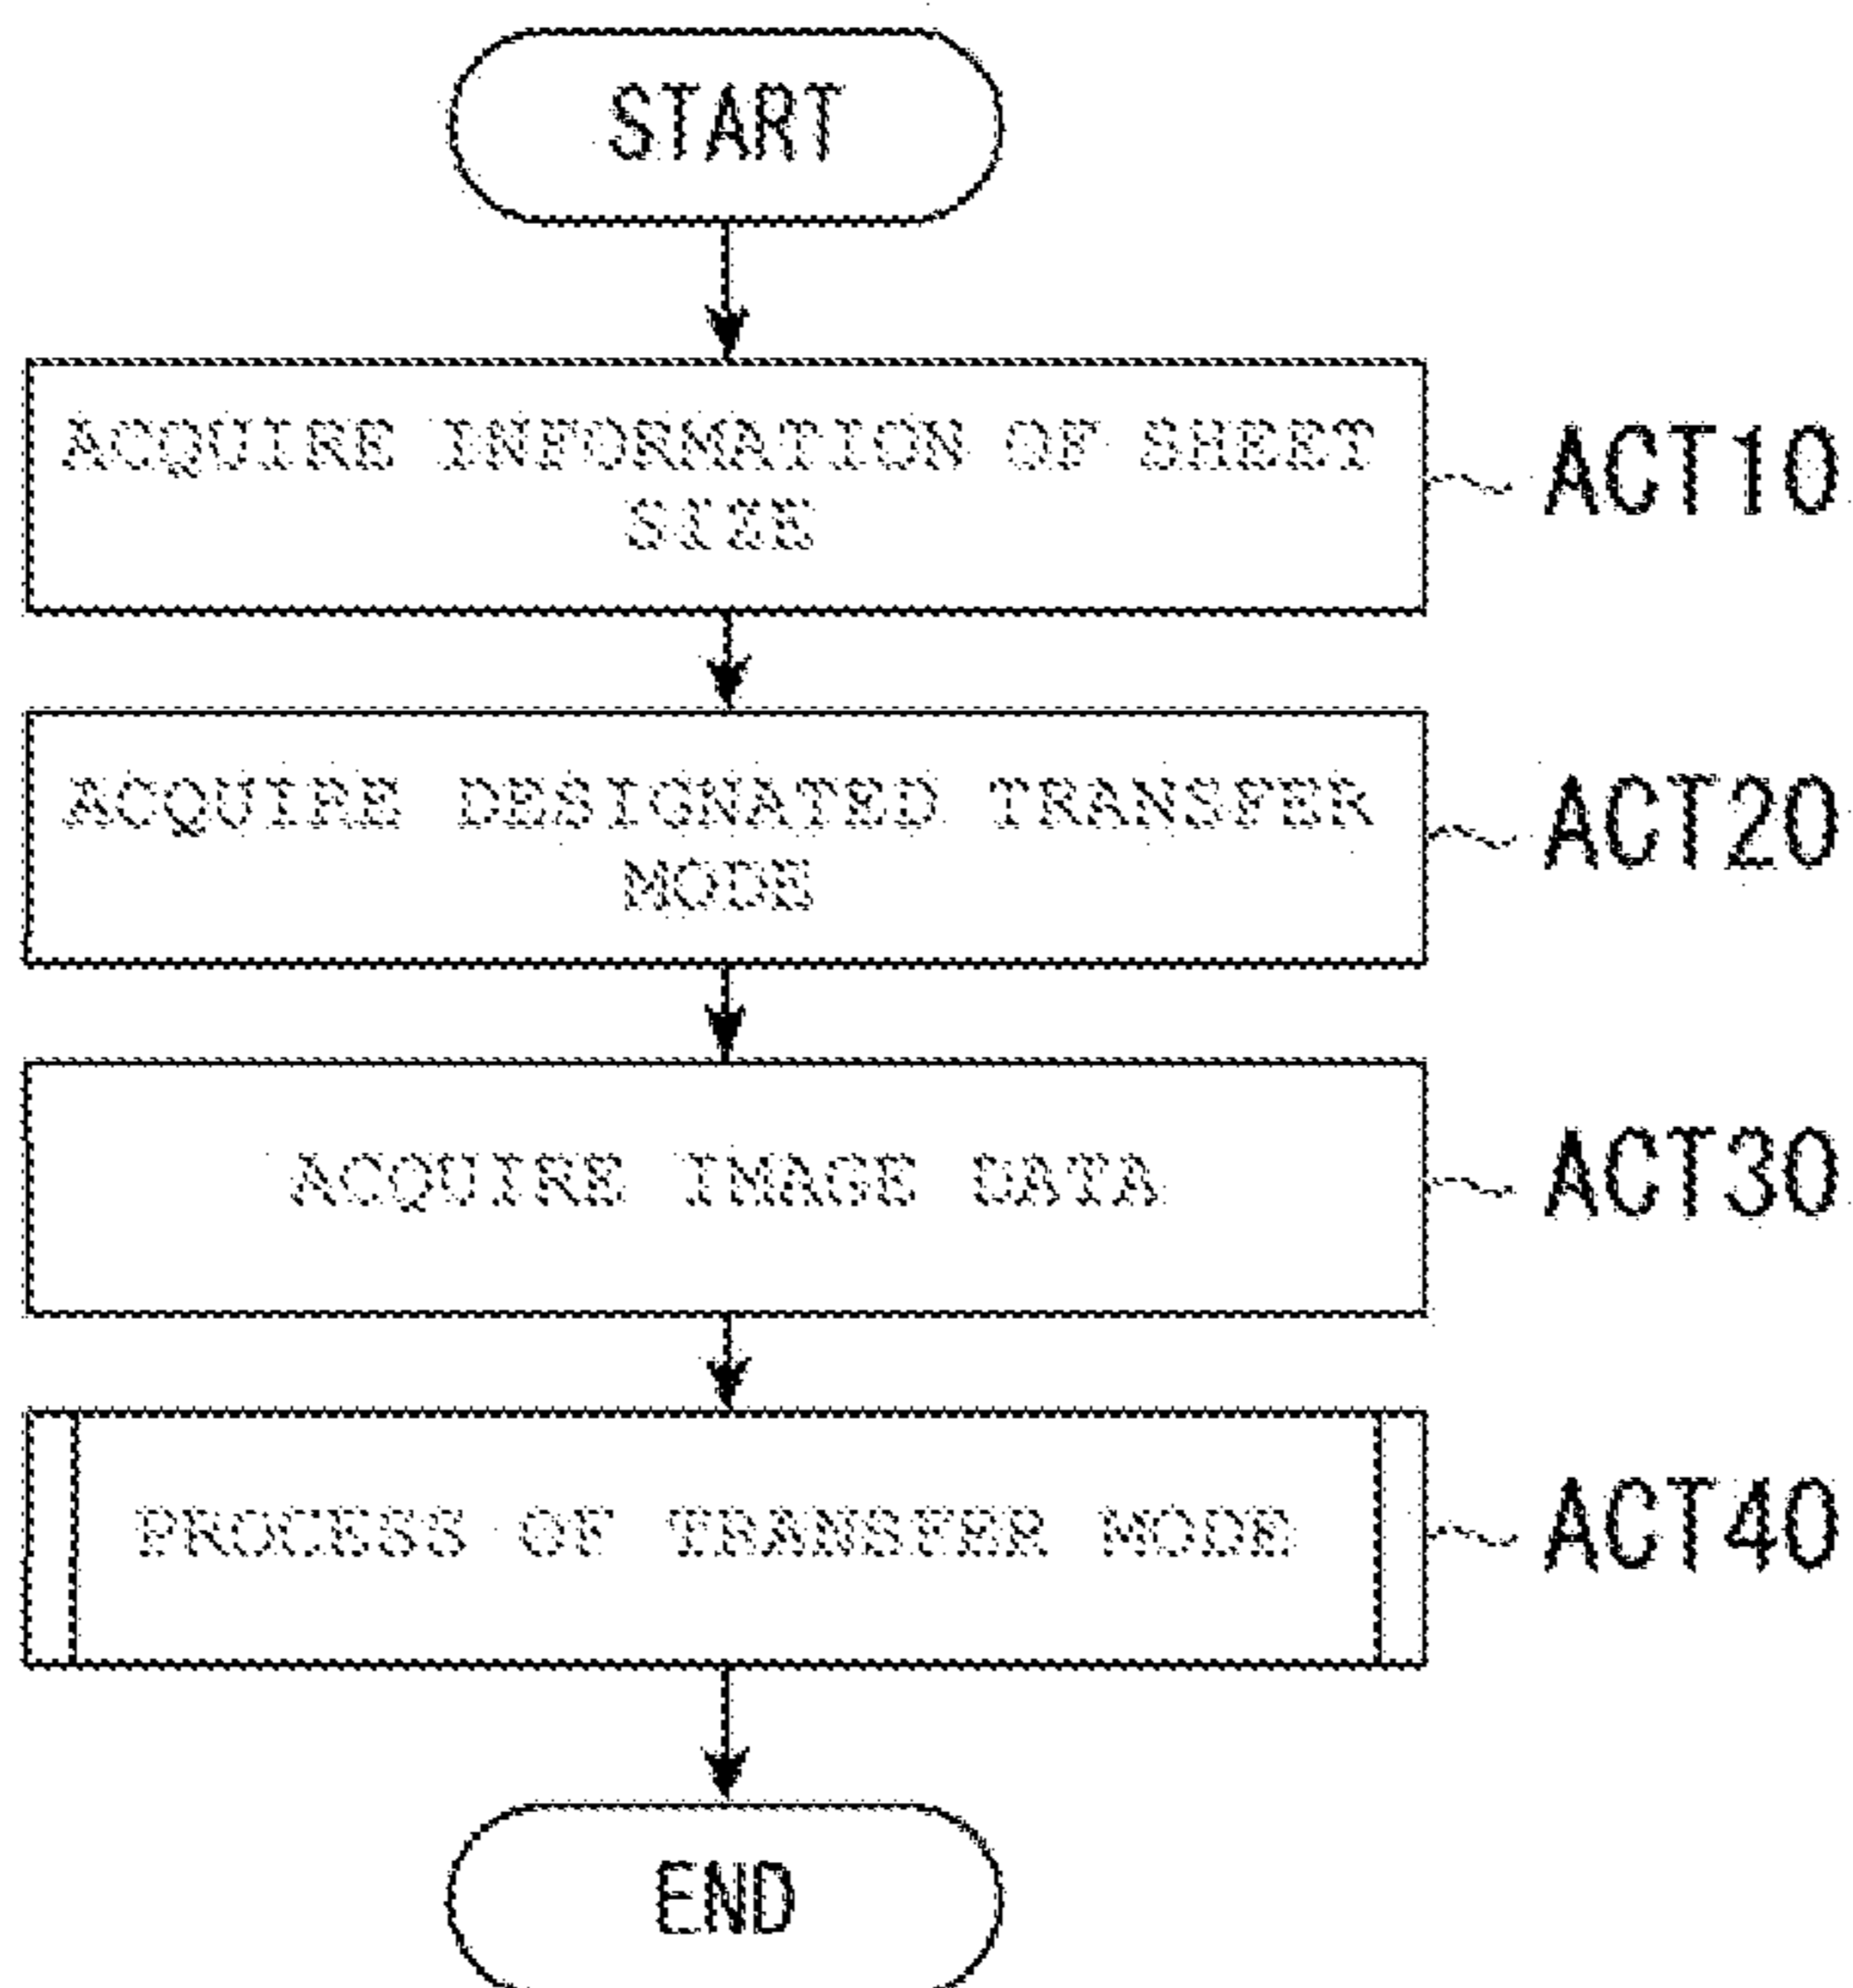 START
ACQUIRE INFORMATION OF SHEET
SIZE
ACT10
ACQUIRE DESIGNATED TRANSFER
MODE
ACT20
ACQUIRE IMAGE DATA
ACT30
PROCESS OF TRANSFER MODE
ACT40
END